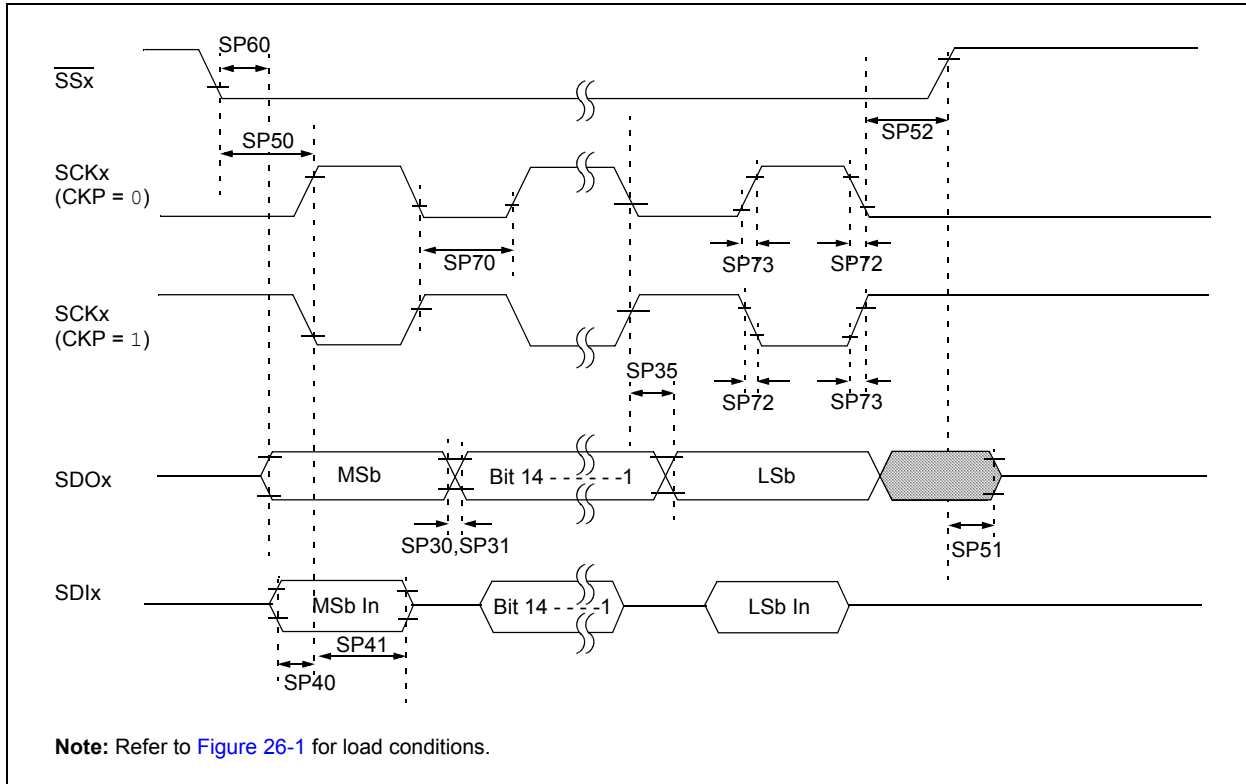 SP60
SSx
SP50
SP52
SCKx
(CKP = 0)
SP70
SP73
SP72
SCKx
(CKP = 1)
SP35
SP72
SP73
SDOx
MSb
Bit 14 - - - - - -1
LSb
SP30,SP31
SP51
SDIx
MSb In
Bit 14 - - - -1
LSb In
SP41
SP40
Note: Refer to Figure 26-1 for load conditions.